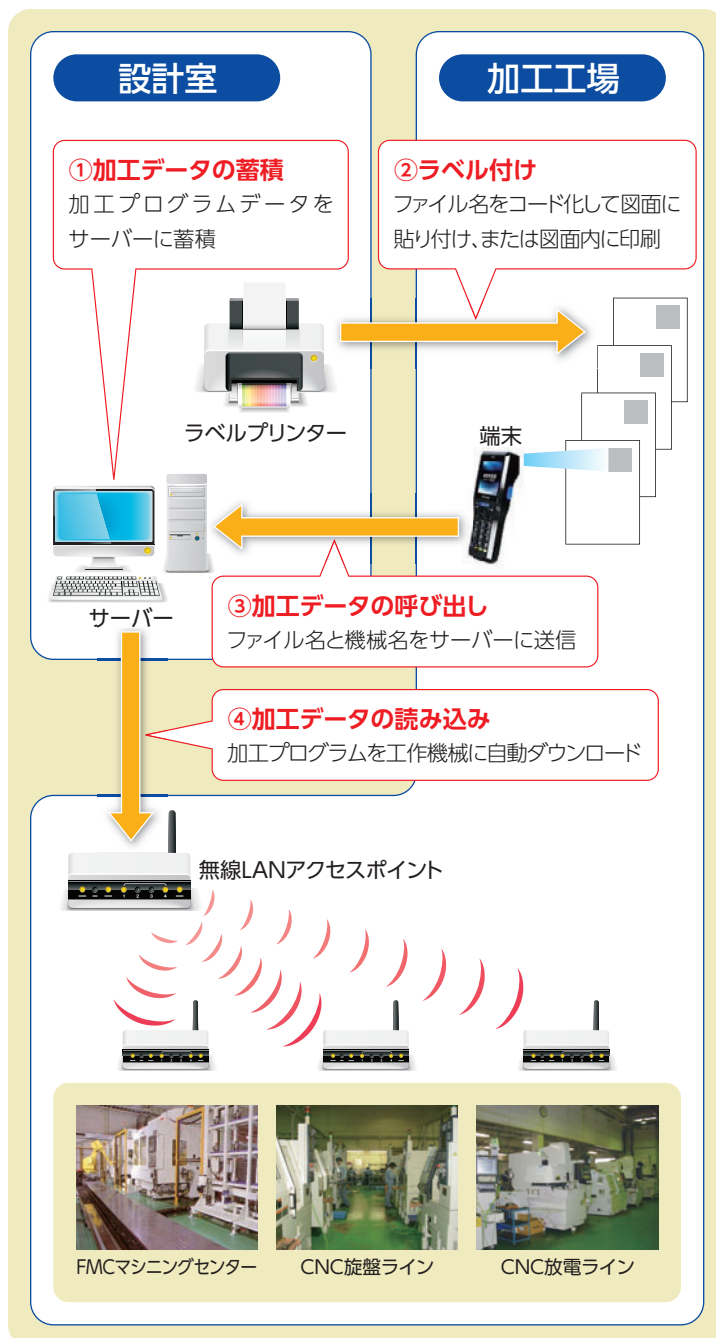 設計室
加工工場
①加工データの蓄積
加工プログラムデータを
サーバーに蓄積
②ラベル付け
ファイル名をコード化して図面に
貼り付け、または図面内に印刷
ラベルプリンター
端末
サーバー
③加工データの呼び出し
ファイル名と機械名をサーバーに送信
④加工データの読み込み
加工プログラムを工作機械に自動ダウンロード
無線LANアクセスポイント
FMCマシニングセンター
CNC旋盤ライン
CNC放電ライン